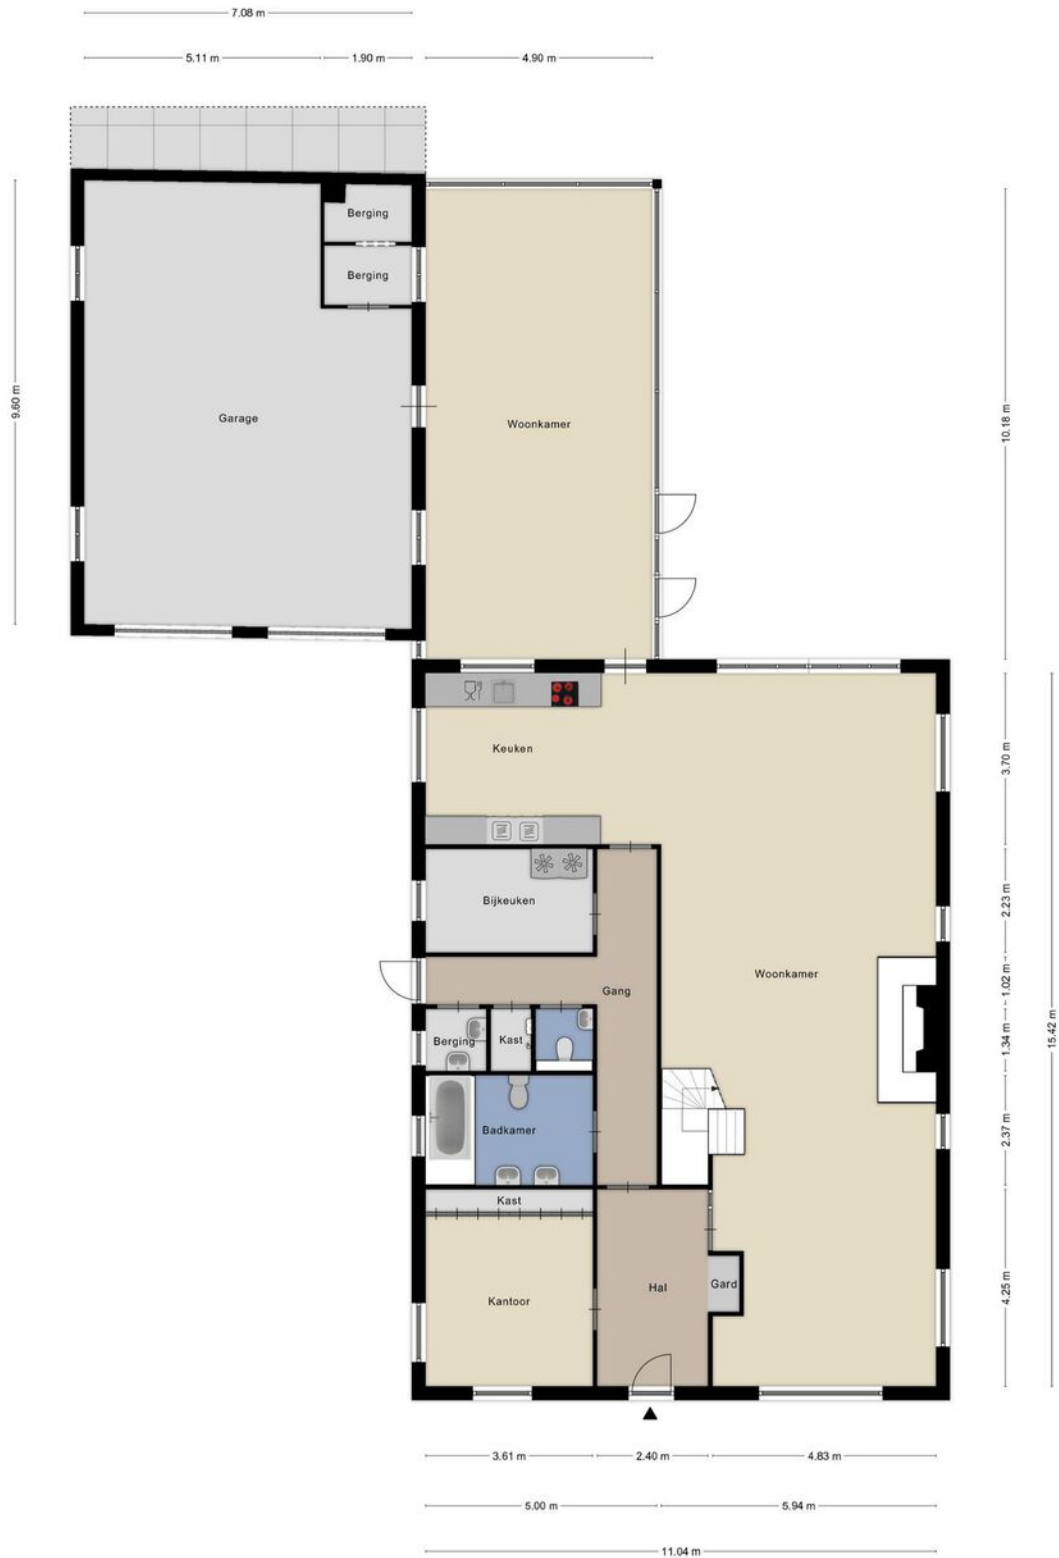 7.08 m
5.11 m
1.90 m
4.90 m
Berging
Berging
9.60 m
Garage
Woonkamer
10.18 m
Keuken
3.70 m
Bijkeuken
2.23 m
Woonkamer
Gang
1.02 m
15.42 m
Berging
Kast
1.34 m
Badkamer
2.37 m
Kast
Kantoor
Hal
Gard
4.25 m
3.61 m
2.40 m
4.83 m
5.00 m
5.94 m
11.04 m